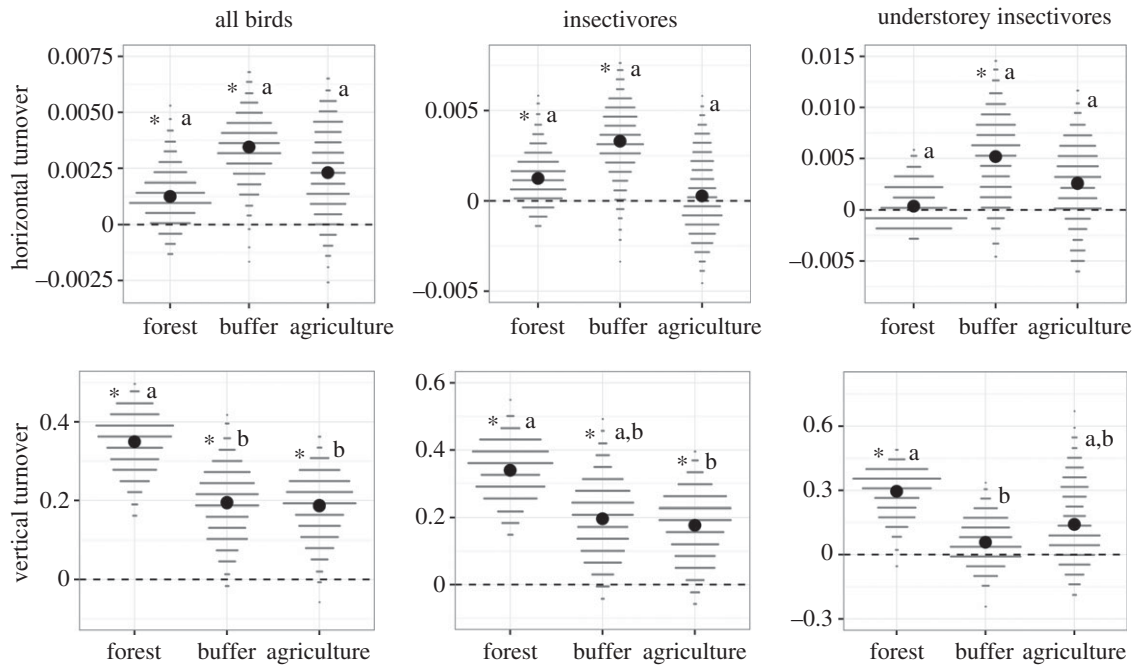 all birds
insectivores
understorey insectivores
horizontal turnover
0.0075
0.0050
0.0025
0
−0.0025
* a
* a
a
forest buffer agriculture
0.005
0
−0.005
* a
* a
a
forest buffer agriculture
0.015
0.010
0.005
0
−0.005
a
* a
a
forest buffer agriculture
vertical turnover
0.4
0.2
0
* a
* b
* b
forest buffer agriculture
0.6
0.4
0.2
0
* a
* a,b
* b
forest buffer agriculture
0.6
0.3
0
−0.3
* a
b
a,b
forest buffer agriculture